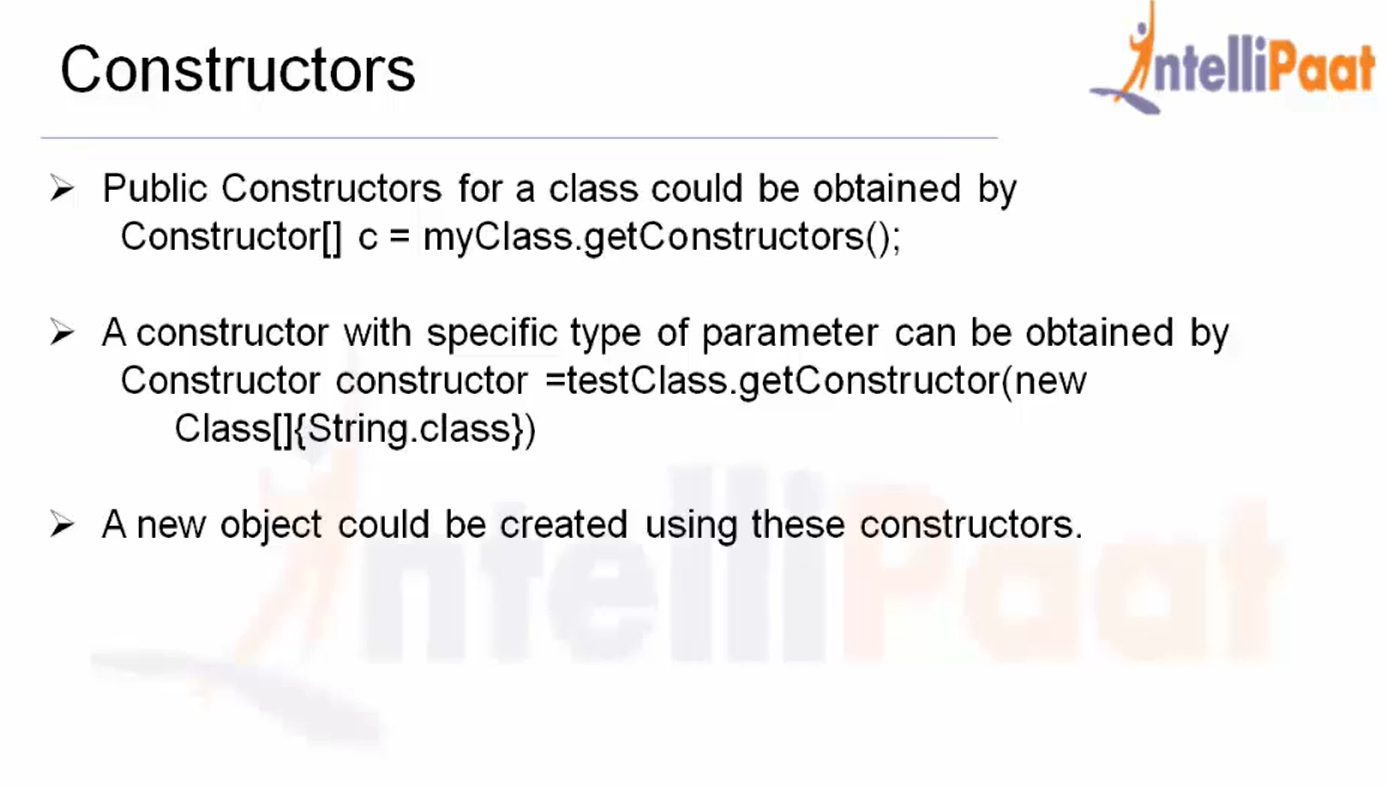 Constructors
IntelliPaat
➢ Public Constructors for a class could be obtained by
Constructor[] c = myClass.getConstructors();
➢ A constructor with specific type of parameter can be obtained by
Constructor constructor =testClass.getConstructor(new
Class[]{String.class})
➢ A new object could be created using these constructors.
IntelliPaat